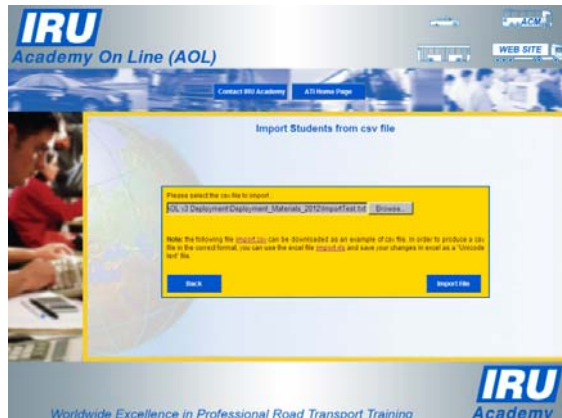 IRU
Academy On Line (AOL)
ACM
WEB SITE
Contact IRU Academy
ATI Home Page
Import Students from csv file
Please select the csv file to import :
v3 Deployment\Deployment_Materials_2012\ImportTest.txt
Browse...
Note: the following file import.csv can be downloaded as an example of csv file. In order to produce a csv
file in the correct format, you can use the excel file import.xls and save your changes in excel as a "Unicode
text" file.
Back
Import File
IRU
Worldwide Excellence in Professional Road Transport Training
Academy